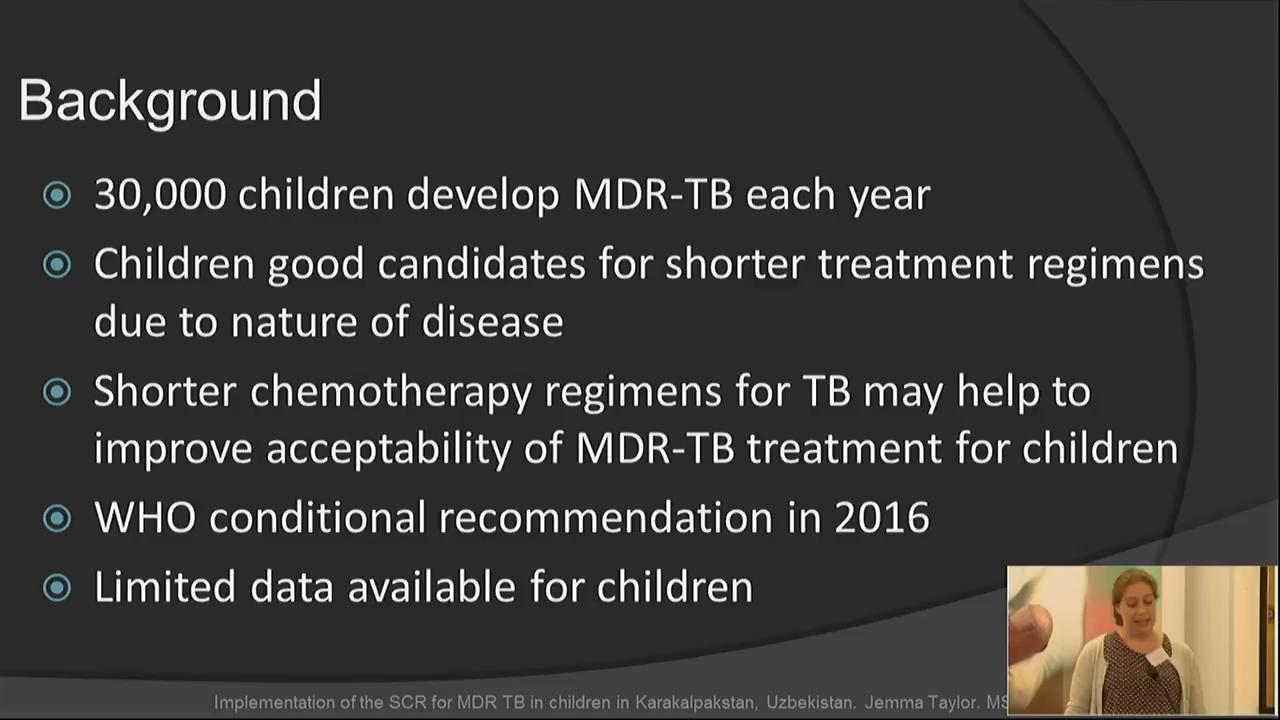 Background
30,000 children develop MDR-TB each year
Children good candidates for shorter treatment regimens
due to nature of disease
Shorter chemotherapy regimens for TB may help to
improve acceptability of MDR-TB treatment for children
WHO conditional recommendation in 2016
Limited data available for children
Implementation of the SCR for MDR TB in children in Karakalpakstan, Uzbekistan. Jemma Taylor. MS